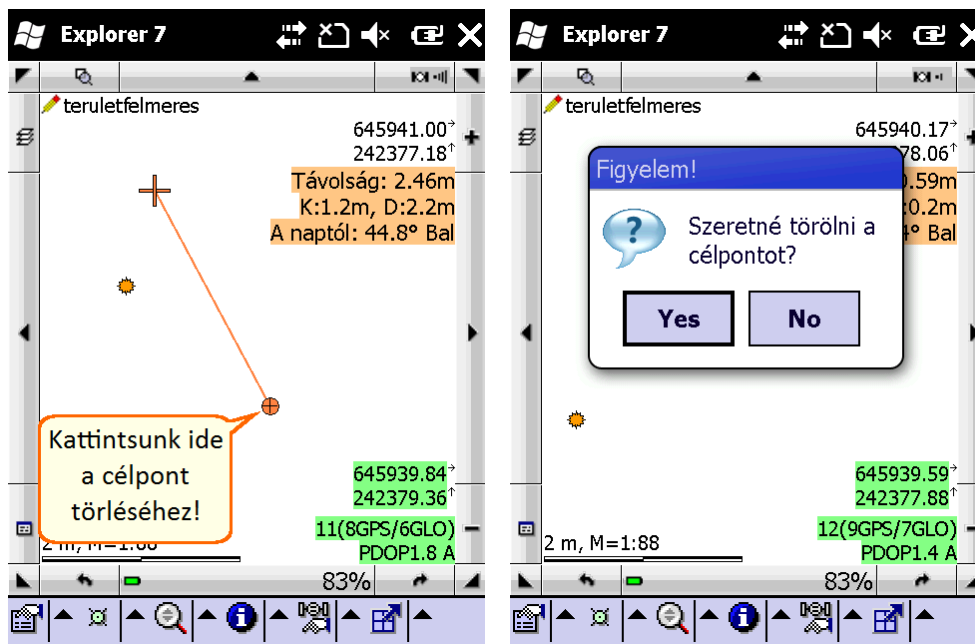 Explorer 7
teruletfelmeres
645941.00
242377.18
Távolság: 2.46m
K:1.2m, D:2.2m
A naptól: 44.8° Bal
Kattintsunk ide
a célpont
törléséhez!
645939.84
242379.36
11(8GPS/6GLO)
PDOP1.8 A
2 m, M=1:88
83%
Explorer 7
teruletfelmeres
645940.17
78.06
Figyelem!
.59m
Szeretné törölni a
célpontot?
:0.2m
° Bal
Yes
No
645939.59
242377.88
12(9GPS/7GLO)
PDOP1.4 A
2 m, M=1:88
83%